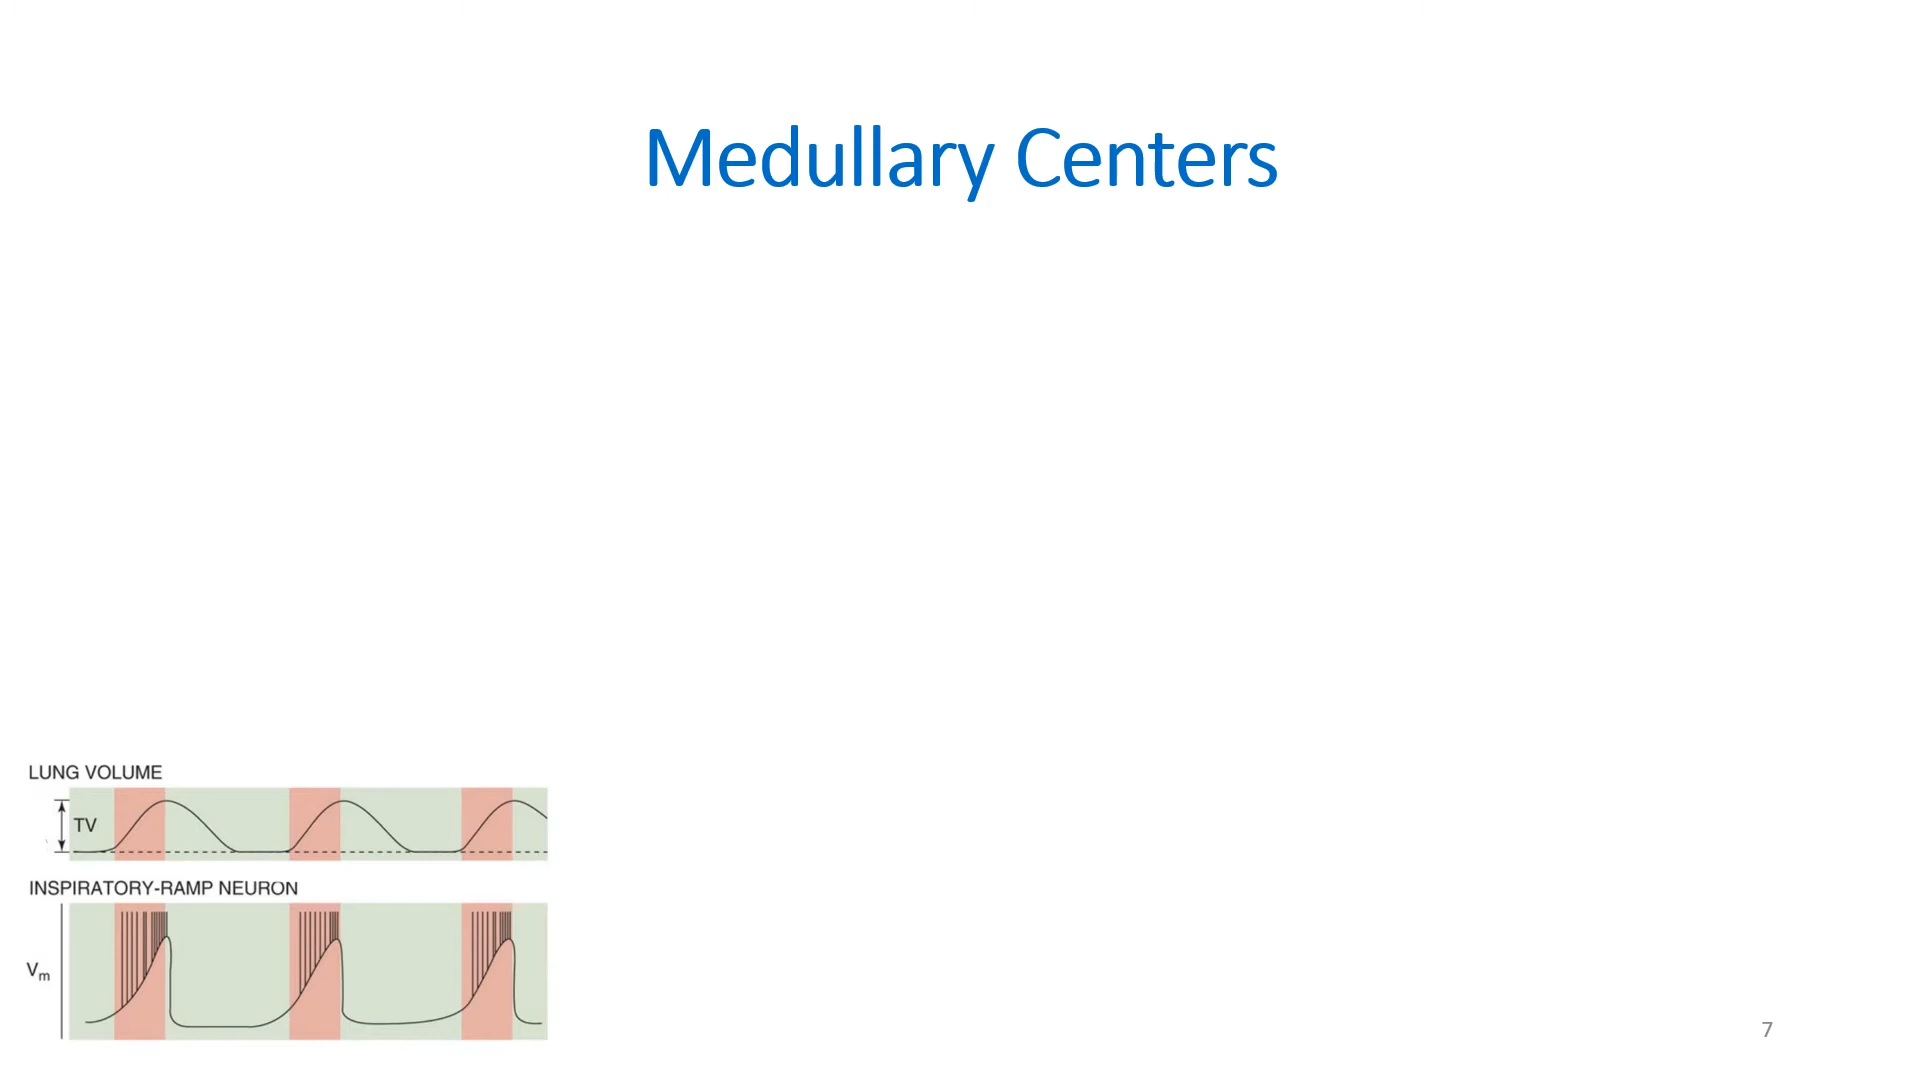 Medullary Centers
LUNG VOLUME
TV
INSPIRATORY-RAMP NEURON
Vm
7